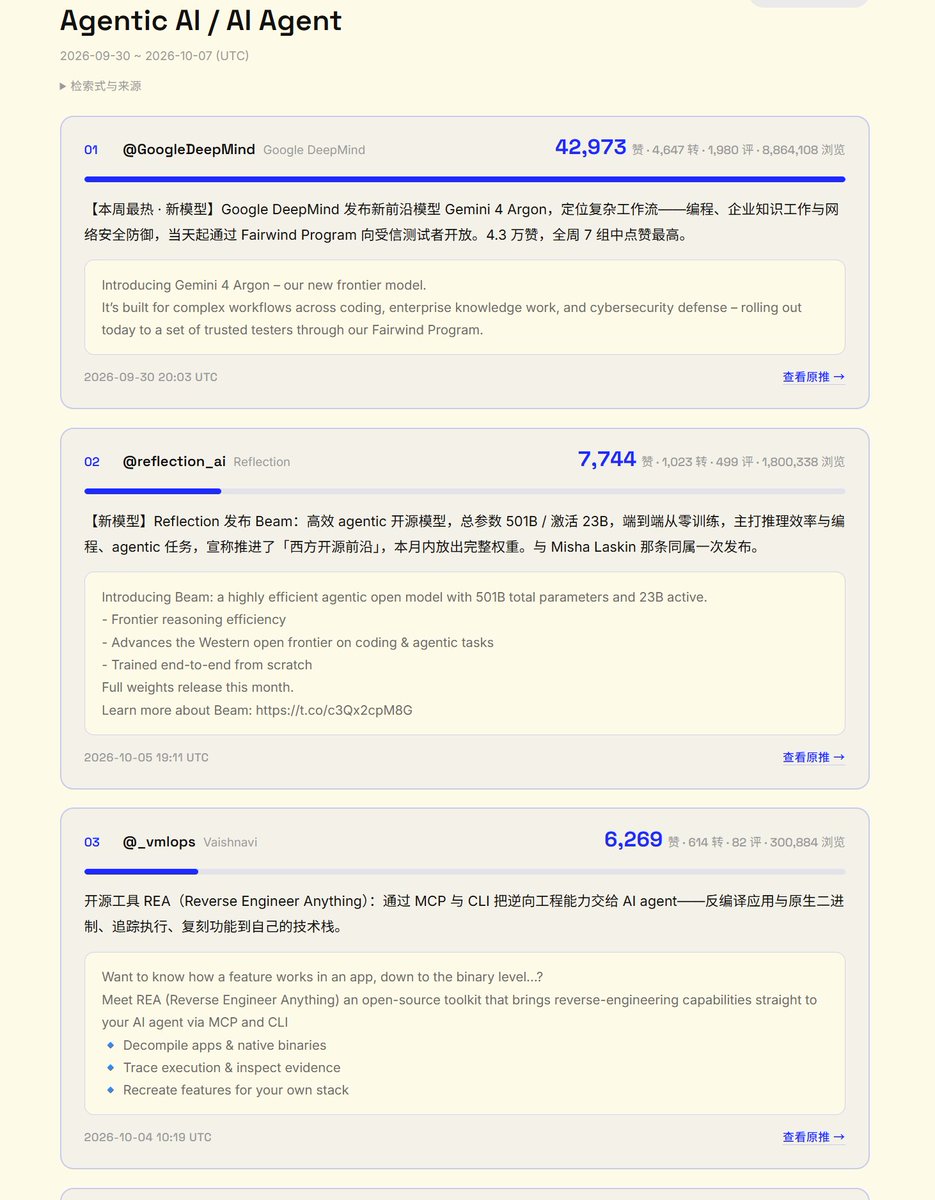 Agentic AI / AI Agent
2026-09-30 ~ 2026-10-07 (UTC)
▶ 检索式与来源
01 @GoogleDeepMind Google DeepMind 42,973 赞 · 4,647 转 · 1,980 评 · 8,864,108 浏览
【本周最热 · 新模型】Google DeepMind 发布新前沿模型 Gemini 4 Argon，定位复杂工作流——编程、企业知识工作与网
络安全防御，当天起通过 Fairwind Program 向受信测试者开放。4.3 万赞，全周 7 组中点赞最高。
Introducing Gemini 4 Argon – our new frontier model.
It’s built for complex workflows across coding, enterprise knowledge work, and cybersecurity defense – rolling out
today to a set of trusted testers through our Fairwind Program.
2026-09-30 20:03 UTC 查看原推 →
02 @reflection_ai Reflection 7,744 赞 · 1,023 转 · 499 评 · 1,800,338 浏览
【新模型】Reflection 发布 Beam：高效 agentic 开源模型，总参数 501B / 激活 23B，端到端从零训练，主打推理效率与编
程、agentic 任务，宣称推进了「西方开源前沿」，本月内放出完整权重。与 Misha Laskin 那条同属一次发布。
Introducing Beam: a highly efficient agentic open model with 501B total parameters and 23B active.
- Frontier reasoning efficiency
- Advances the Western open frontier on coding & agentic tasks
- Trained end-to-end from scratch
Full weights release this month.
Learn more about Beam: https://t.co/c3Qx2cpM8G
2026-10-05 19:11 UTC 查看原推 →
03 @_vmlops Vaishnavi 6,269 赞 · 614 转 · 82 评 · 300,884 浏览
开源工具 REA（Reverse Engineer Anything）：通过 MCP 与 CLI 把逆向工程能力交给 AI agent——反编译应用与原生二进
制、追踪执行、复刻功能到自己的技术栈。
Want to know how a feature works in an app, down to the binary level...?
Meet REA (Reverse Engineer Anything) an open-source toolkit that brings reverse-engineering capabilities straight to
your AI agent via MCP and CLI
🔹 Decompile apps & native binaries
🔹 Trace execution & inspect evidence
🔹 Recreate features for your own stack
2026-10-04 10:19 UTC 查看原推 →